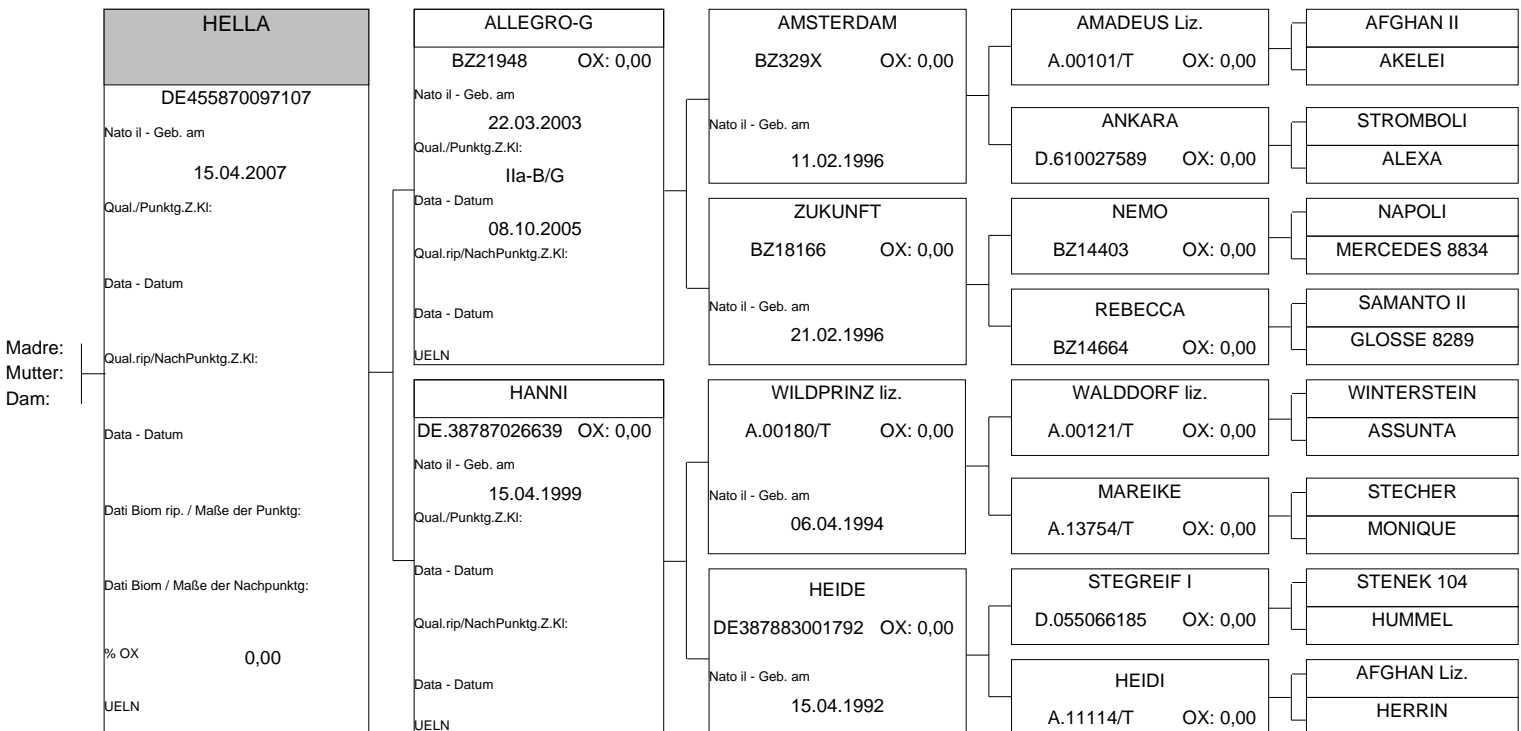 Madre:
Mutter:
Dam:
HELLA
DE455870097107
Nato il - Geb. am
15.04.2007
Qual./Punktg.Z.Kl:
Data - Datum
Qual.rip/NachPunktg.Z.Kl:
Data - Datum
Dati Biom rip. / Maße der Punktg:
Dati Biom / Maße der Nachpunktg:
% OX 0,00
UELN
ALLEGRO-G
BZ21948 OX: 0,00
Nato il - Geb. am
22.03.2003
Qual./Punktg.Z.Kl:
IIa-B/G
Data - Datum
08.10.2005
Qual.rip/NachPunktg.Z.Kl:
Data - Datum
UELN
HANNI
DE.38787026639 OX: 0,00
Nato il - Geb. am
15.04.1999
Qual./Punktg.Z.Kl:
Data - Datum
Qual.rip/NachPunktg.Z.Kl:
Data - Datum
UELN
AMSTERDAM
BZ329X OX: 0,00
Nato il - Geb. am
11.02.1996
ZUKUNFT
BZ18166 OX: 0,00
Nato il - Geb. am
21.02.1996
WILDPRINZ liz.
A.00180/T OX: 0,00
Nato il - Geb. am
06.04.1994
HEIDE
DE387883001792 OX: 0,00
Nato il - Geb. am
15.04.1992
AMADEUS Liz.
A.00101/T OX: 0,00
ANKARA
D.610027589 OX: 0,00
NEMO
BZ14403 OX: 0,00
REBECCA
BZ14664 OX: 0,00
WALDDORF liz.
A.00121/T OX: 0,00
MAREIKE
A.13754/T OX: 0,00
STEGREIF I
D.055066185 OX: 0,00
HEIDI
A.11114/T OX: 0,00
AFGHAN II
AKELEI
STROMBOLI
ALEXA
NAPOLI
MERCEDES 8834
SAMANTO II
GLOSSE 8289
WINTERSTEIN
ASSUNTA
STECHER
MONIQUE
STENEK 104
HUMMEL
AFGHAN Liz.
HERRIN